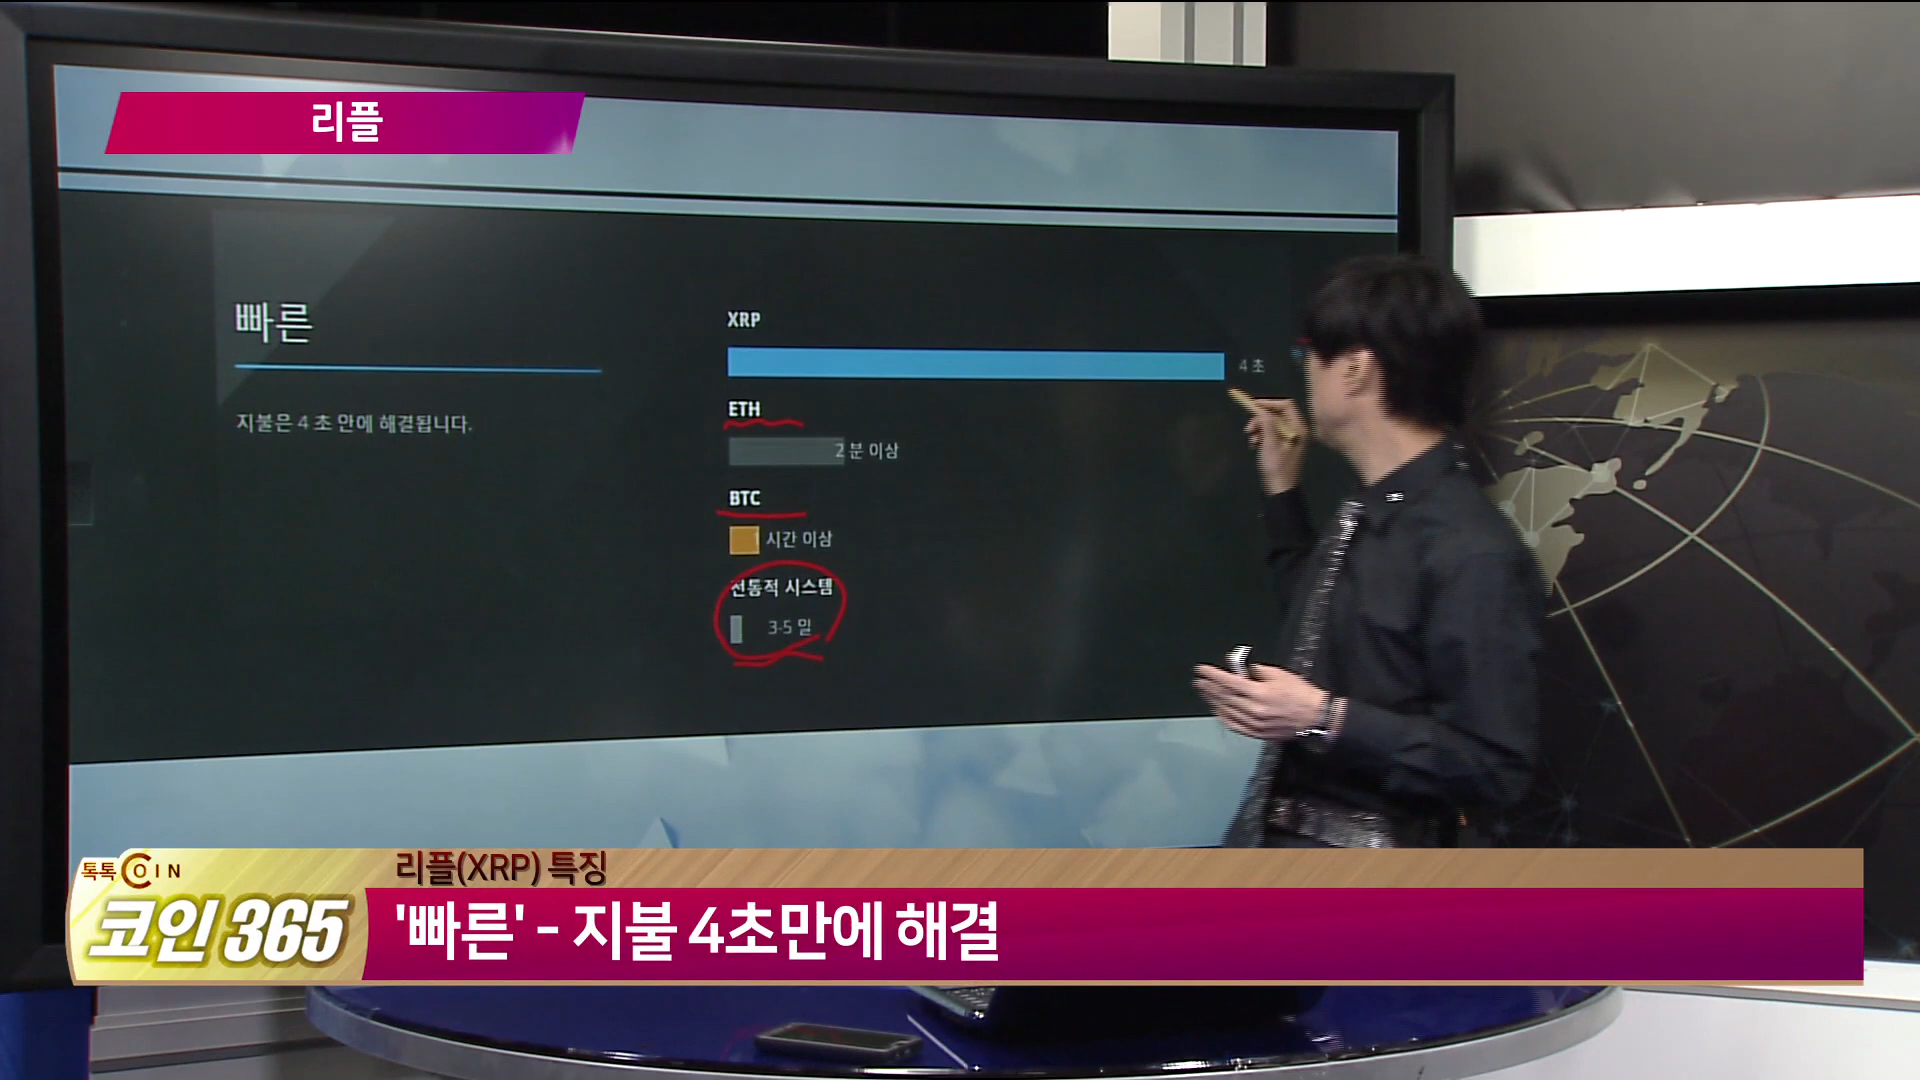 리플
빠른
지불은 4 초 만에 해결됩니다.
XRP
4 초
ETH
2 분 이상
BTC
시간 이상
전통적 시스템
3-5 일
톡톡 COIN
코인 365
리플(XRP) 특징
'빠른' - 지불 4초만에 해결